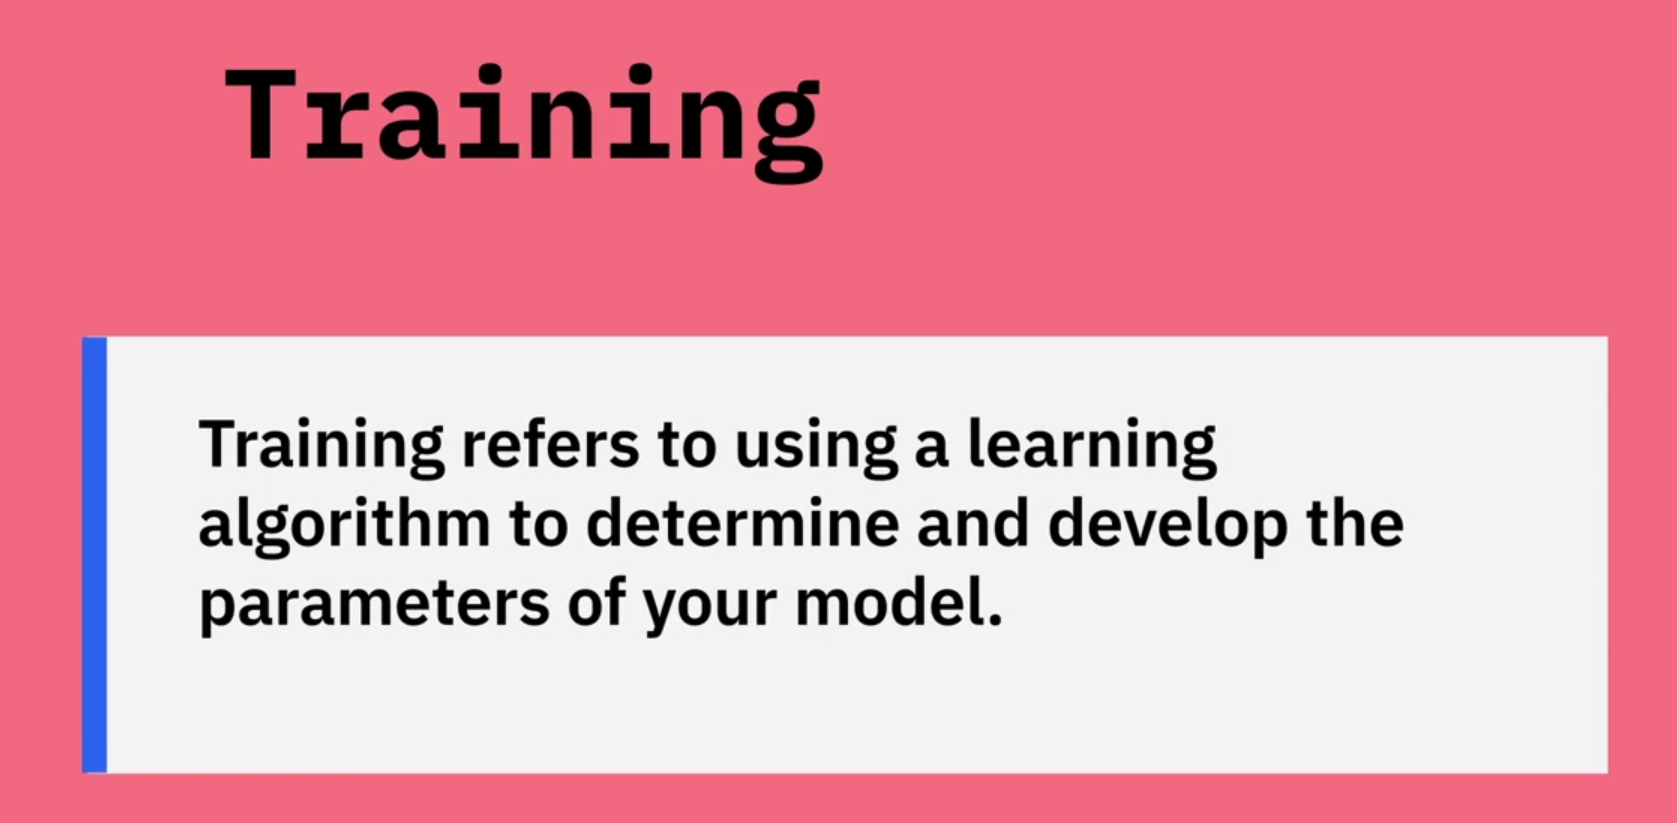 Training
Training refers to using a learning
algorithm to determine and develop the
parameters of your model.